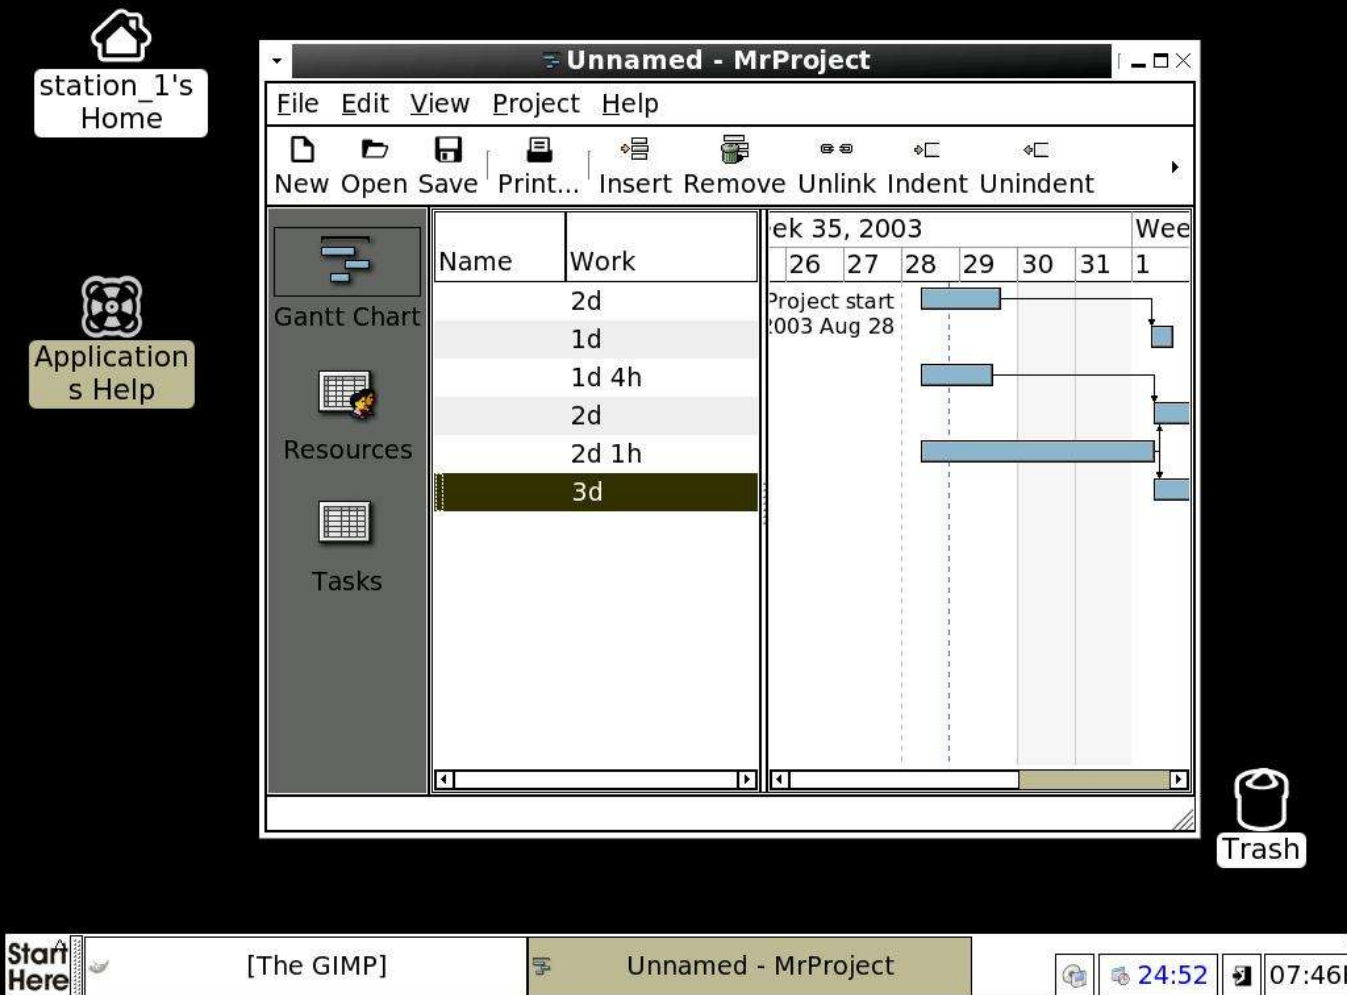 station_1's
Home
Application
s Help
Unnamed - MrProject
File Edit View Project Help
New Open Save Print... Insert Remove Unlink Indent Unindent
Gantt Chart
Resources
Tasks
Name Work
2d
1d
1d 4h
2d
2d 1h
3d
ek 35, 2003 Wee
26 27 28 29 30 31 1
Project start
2003 Aug 28
Trash
Start
Here
[The GIMP]
Unnamed - MrProject
24:52
07:46